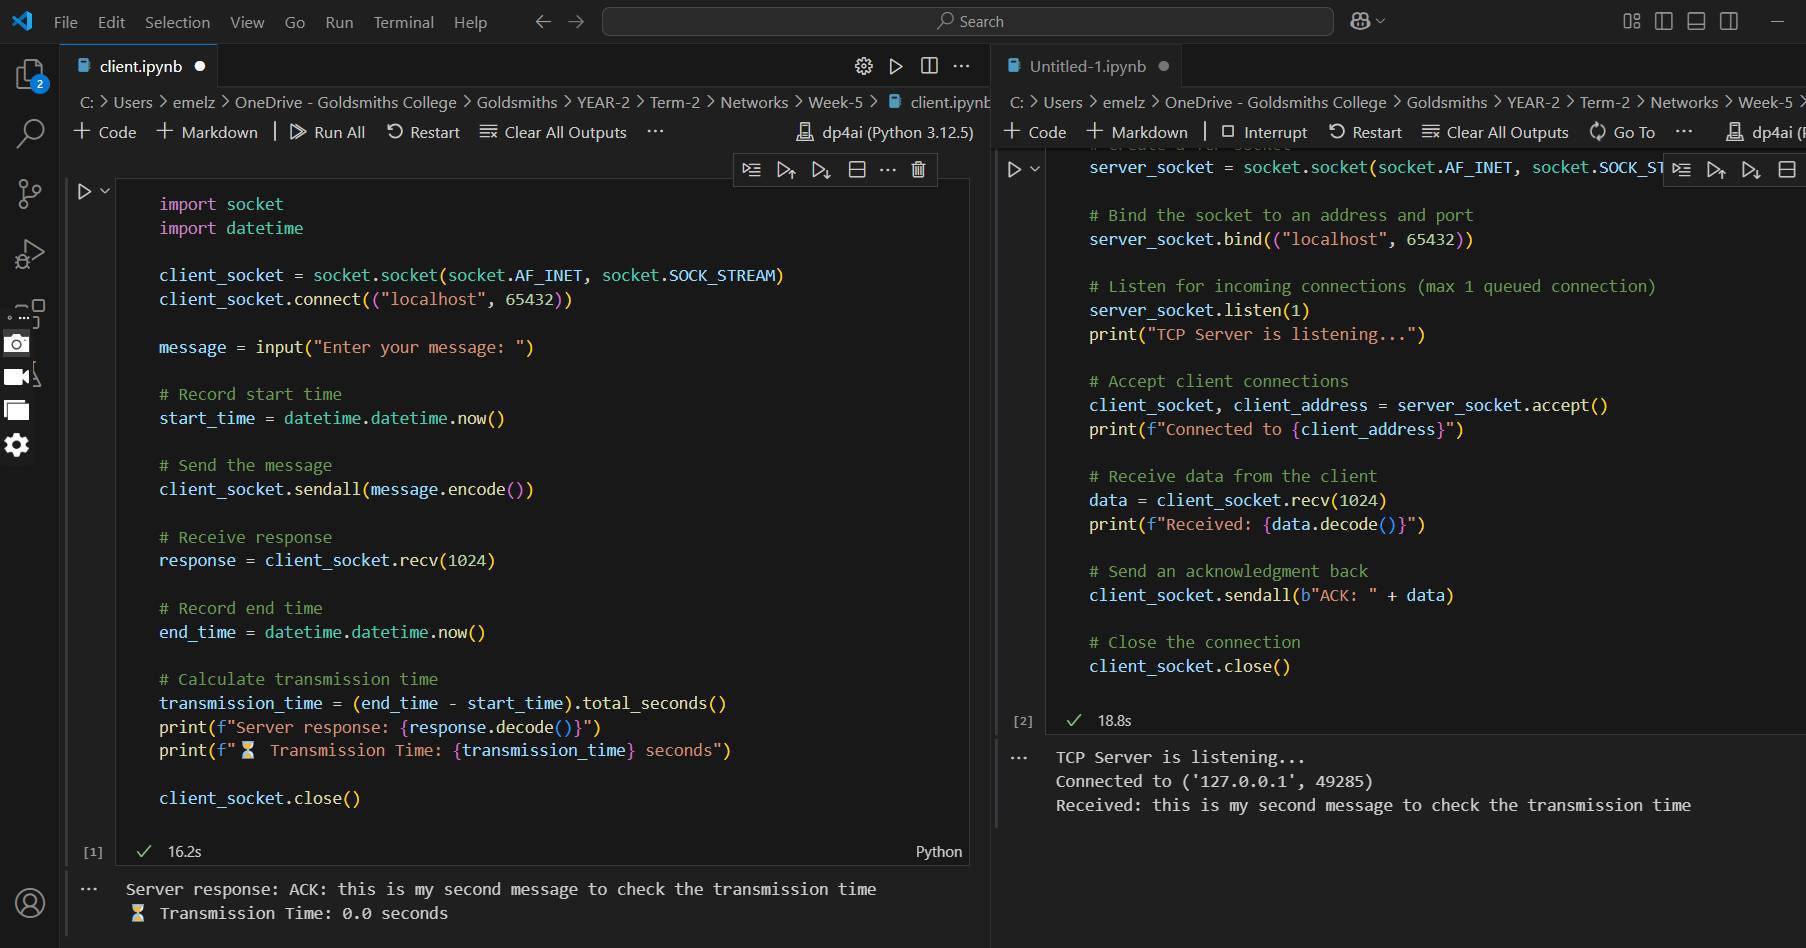 File Edit Selection View Go Run Terminal Help
Search
2
client.ipynb
C: > Users > emelz > OneDrive - Goldsmiths College > Goldsmiths > YEAR-2 > Term-2 > Networks > Week-5 > client.ipynb
+ Code + Markdown | Run All Restart Clear All Outputs ... dp4ai (Python 3.12.5)
import socket
import datetime
client_socket = socket.socket(socket.AF_INET, socket.SOCK_STREAM)
client_socket.connect(("localhost", 65432))
message = input("Enter your message: ")
# Record start time
start_time = datetime.datetime.now()
# Send the message
client_socket.sendall(message.encode())
# Receive response
response = client_socket.recv(1024)
# Record end time
end_time = datetime.datetime.now()
# Calculate transmission time
transmission_time = (end_time - start_time).total_seconds()
print(f"Server response: {response.decode()}")
print(f"⏳ Transmission Time: {transmission_time} seconds")
client_socket.close()
[1] ✓ 16.2s Python
... Server response: ACK: this is my second message to check the transmission time
⏳ Transmission Time: 0.0 seconds
Untitled-1.ipynb
C: > Users > emelz > OneDrive - Goldsmiths College > Goldsmiths > YEAR-2 > Term-2 > Networks > Week-5 >
+ Code + Markdown | Interrupt Restart Clear All Outputs Go To ... dp4ai (P
server_socket = socket.socket(socket.AF_INET, socket.SOCK_ST
# Bind the socket to an address and port
server_socket.bind(("localhost", 65432))
# Listen for incoming connections (max 1 queued connection)
server_socket.listen(1)
print("TCP Server is listening...")
# Accept client connections
client_socket, client_address = server_socket.accept()
print(f"Connected to {client_address}")
# Receive data from the client
data = client_socket.recv(1024)
print(f"Received: {data.decode()}")
# Send an acknowledgment back
client_socket.sendall(b"ACK: " + data)
# Close the connection
client_socket.close()
[2] ✓ 18.8s
... TCP Server is listening...
Connected to ('127.0.0.1', 49285)
Received: this is my second message to check the transmission time